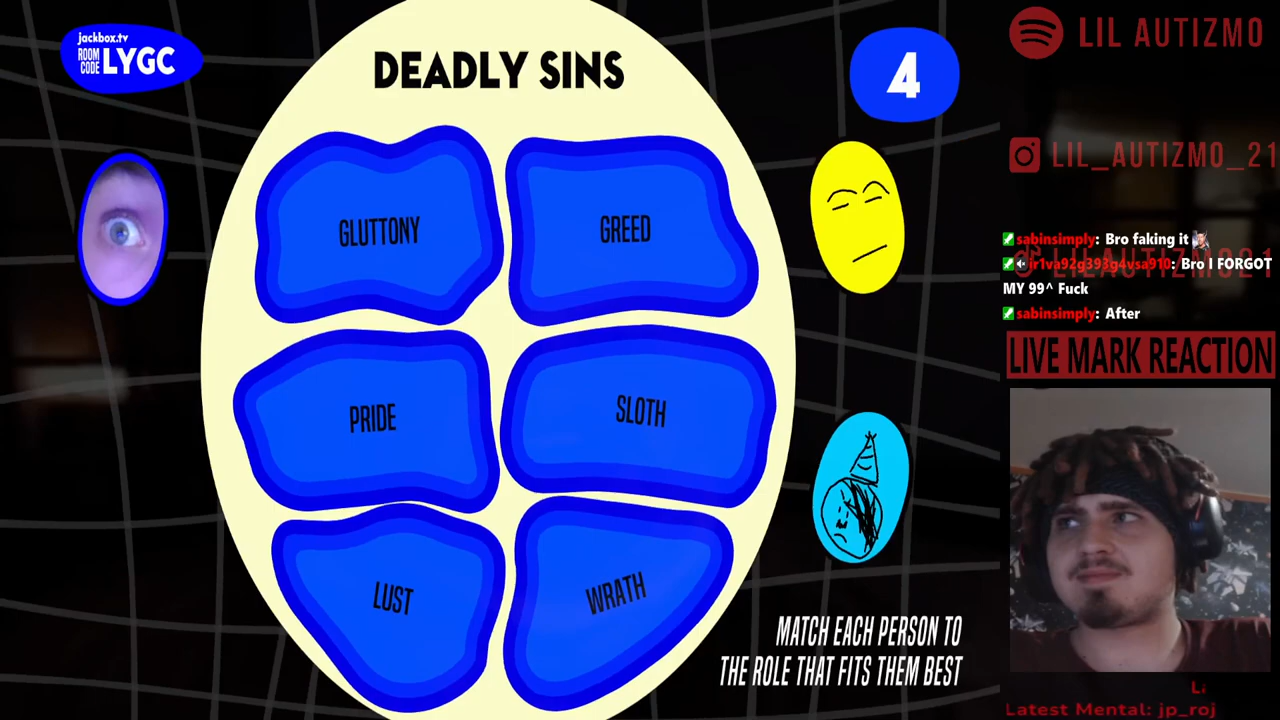 jackbox.tv
ROOM CODE LYGC
DEADLY SINS
4
GLUTTONY
GREED
PRIDE
SLOTH
LUST
WRATH
MATCH EACH PERSON TO
THE ROLE THAT FITS THEM BEST
LIL AUTIZMO
LIL_AUTIZMO_21
sabinsimply: Bro faking it
ir1va92g393g4vsa910: Bro I FORGOT
MY 99^ Fuck
sabinsimply: After
LIVE MARK REACTION
Latest Mental: jp_roj